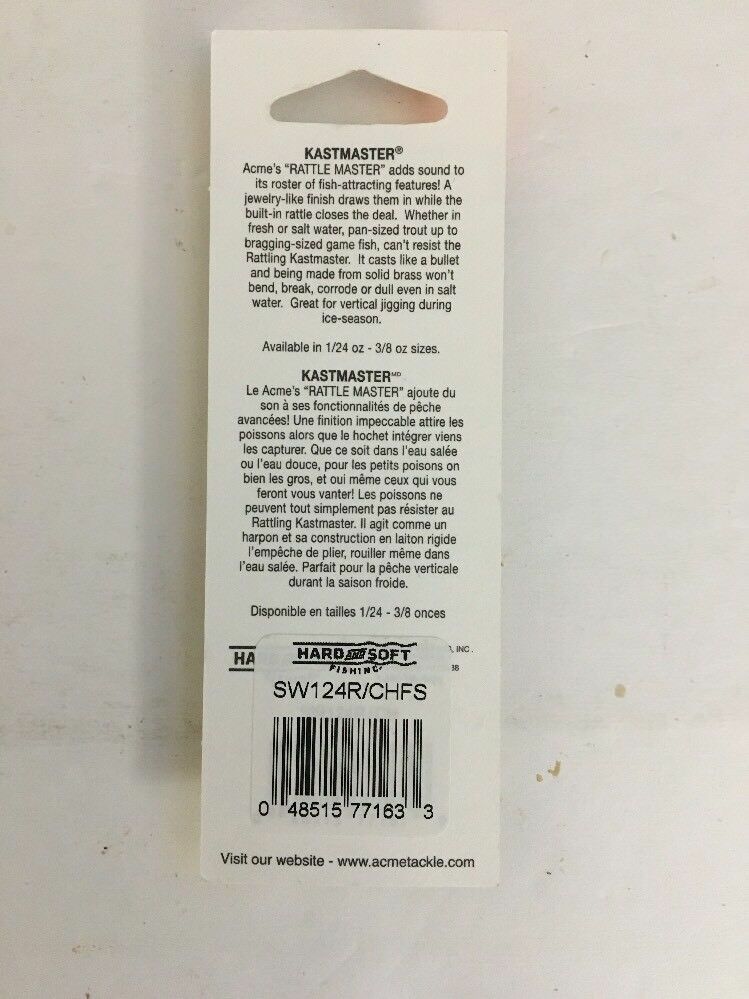 KASTMASTER®
Acme's "RATTLE MASTER" adds sound to
its roster of fish-attracting features! A
jewelry-like finish draws them in while the
built-in rattle closes the deal. Whether in
fresh or salt water, pan-sized trout up to
bragging-sized game fish, can't resist the
Rattling Kastmaster. It casts like a bullet
and being made from solid brass won't
bend, break, corrode or dull even in salt
water. Great for vertical jigging during
ice-season.
Available in 1/24 oz - 3/8 oz sizes.
KASTMASTER MD
Le Acme's "RATTLE MASTER" ajoute du
son à ses fonctionnalités de pêche
avancées! Une finition impeccable attire les
poissons alors que le hochet intégrer viens
les capturer. Que ce soit dans l'eau salée
ou l'eau douce, pour les petits poisons on
bien les gros, et oui même ceux qui vous
feront vous vanter! Les poissons ne
peuvent tout simplement pas résister au
Rattling Kastmaster. Il agit comme un
harpon et sa construction en laiton rigide
l'empêche de plier, rouiller même dans
l'eau salée. Parfait pour la pêche verticale
durant la saison froide.
Disponible en tailles 1/24 - 3/8 onces
HA
, INC.
HARD AND SOFT
FISHING
SW124R/CHFS
0 48515 77163 3
Visit our website - www.acmetackle.com